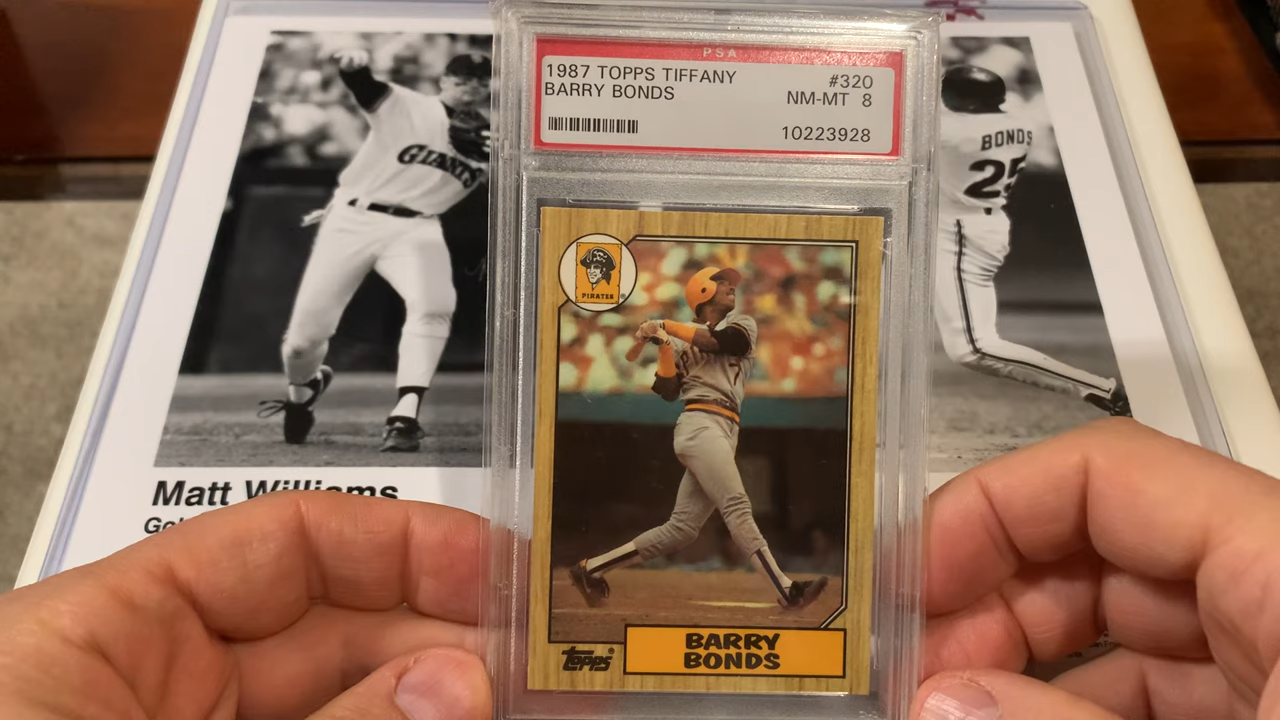 PSA
1987 TOPPS TIFFANY #320
BARRY BONDS NM-MT 8
10223928
GIANTS
BONDS
25
PIRATES
Topps
BARRY
BONDS
Matt Williams